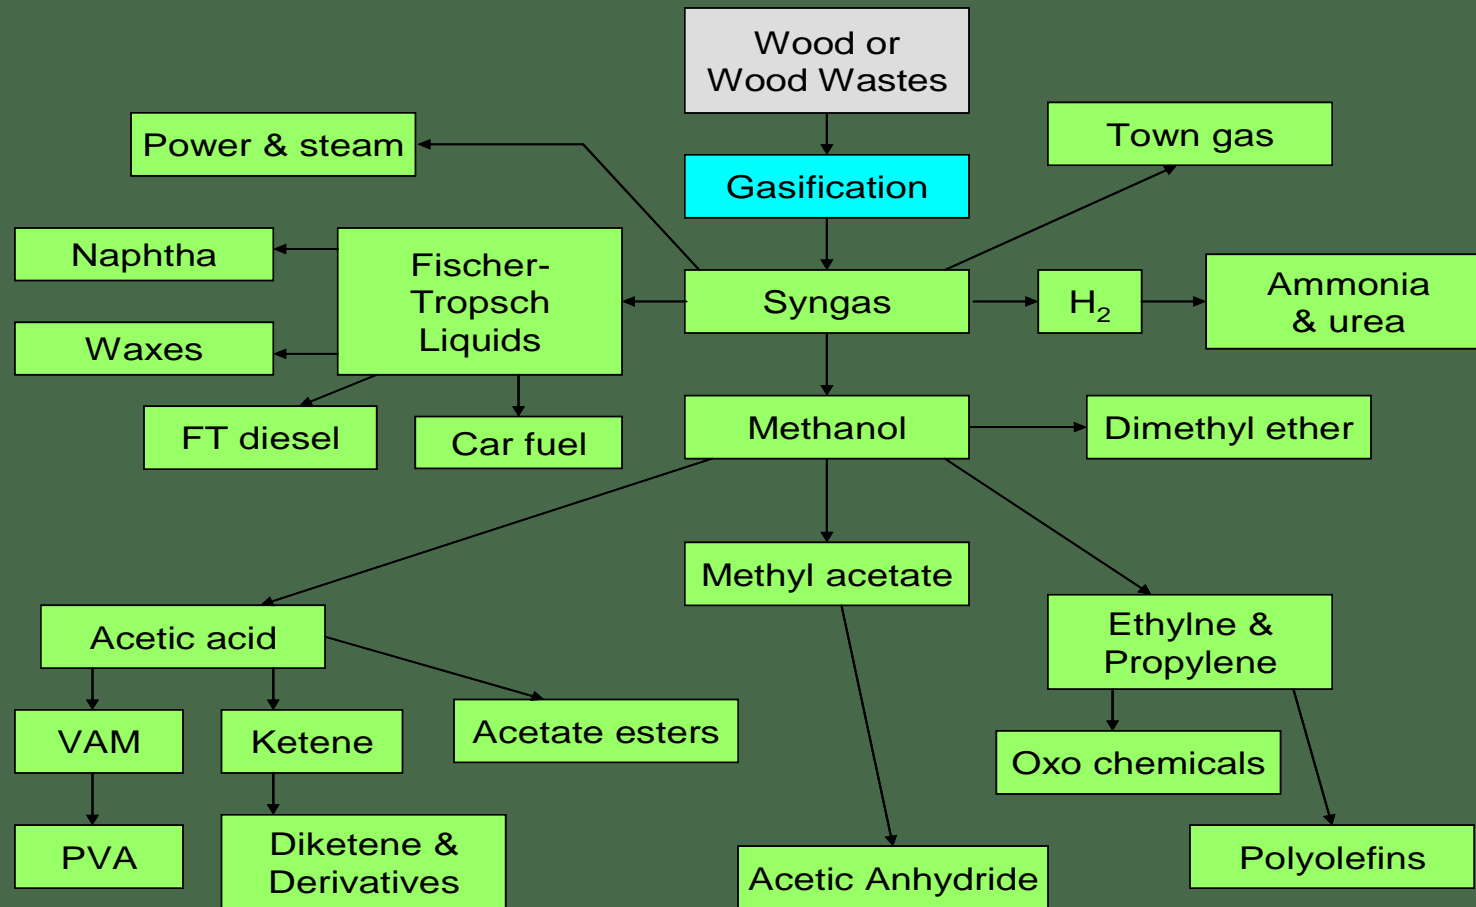 Wood or
Wood Wastes
Power & steam
Town gas
Gasification
Naphtha
Fischer-
Tropsch
Liquids
Syngas
H₂
Ammonia
& urea
Waxes
FT diesel
Car fuel
Methanol
Dimethyl ether
Methyl acetate
Acetic acid
Ethylne &
Propylene
VAM
Ketene
Acetate esters
Oxo chemicals
PVA
Diketene &
Derivatives
Acetic Anhydride
Polyolefins